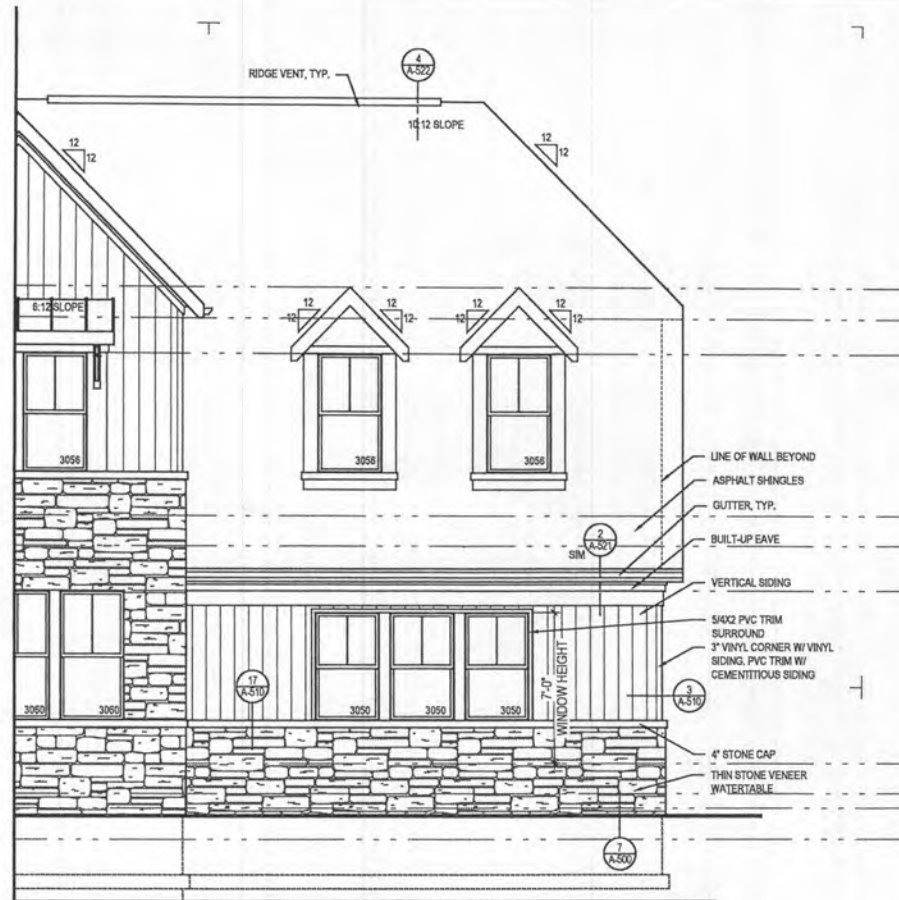 4
A-522
RIDGE VENT, TYP.
10:12 SLOPE
12
12
12
12
6:12 SLOPE
12
12
12
12
12
12
12
12
3056
3056
3056
LINE OF WALL BEYOND
ASPHALT SHINGLES
GUTTER, TYP.
2
A-521
SIM
BUILT-UP EAVE
VERTICAL SIDING
5/4X2 PVC TRIM
SURROUND
3" VINYL CORNER W/ VINYL
SIDING, PVC TRIM W/
CEMENTITIOUS SIDING
17
A-510
3
A-510
7'-0"
WINDOW HEIGHT
3060
3060
3050
3050
3050
4" STONE CAP
THIN STONE VENEER
WATERTABLE
7
A-500